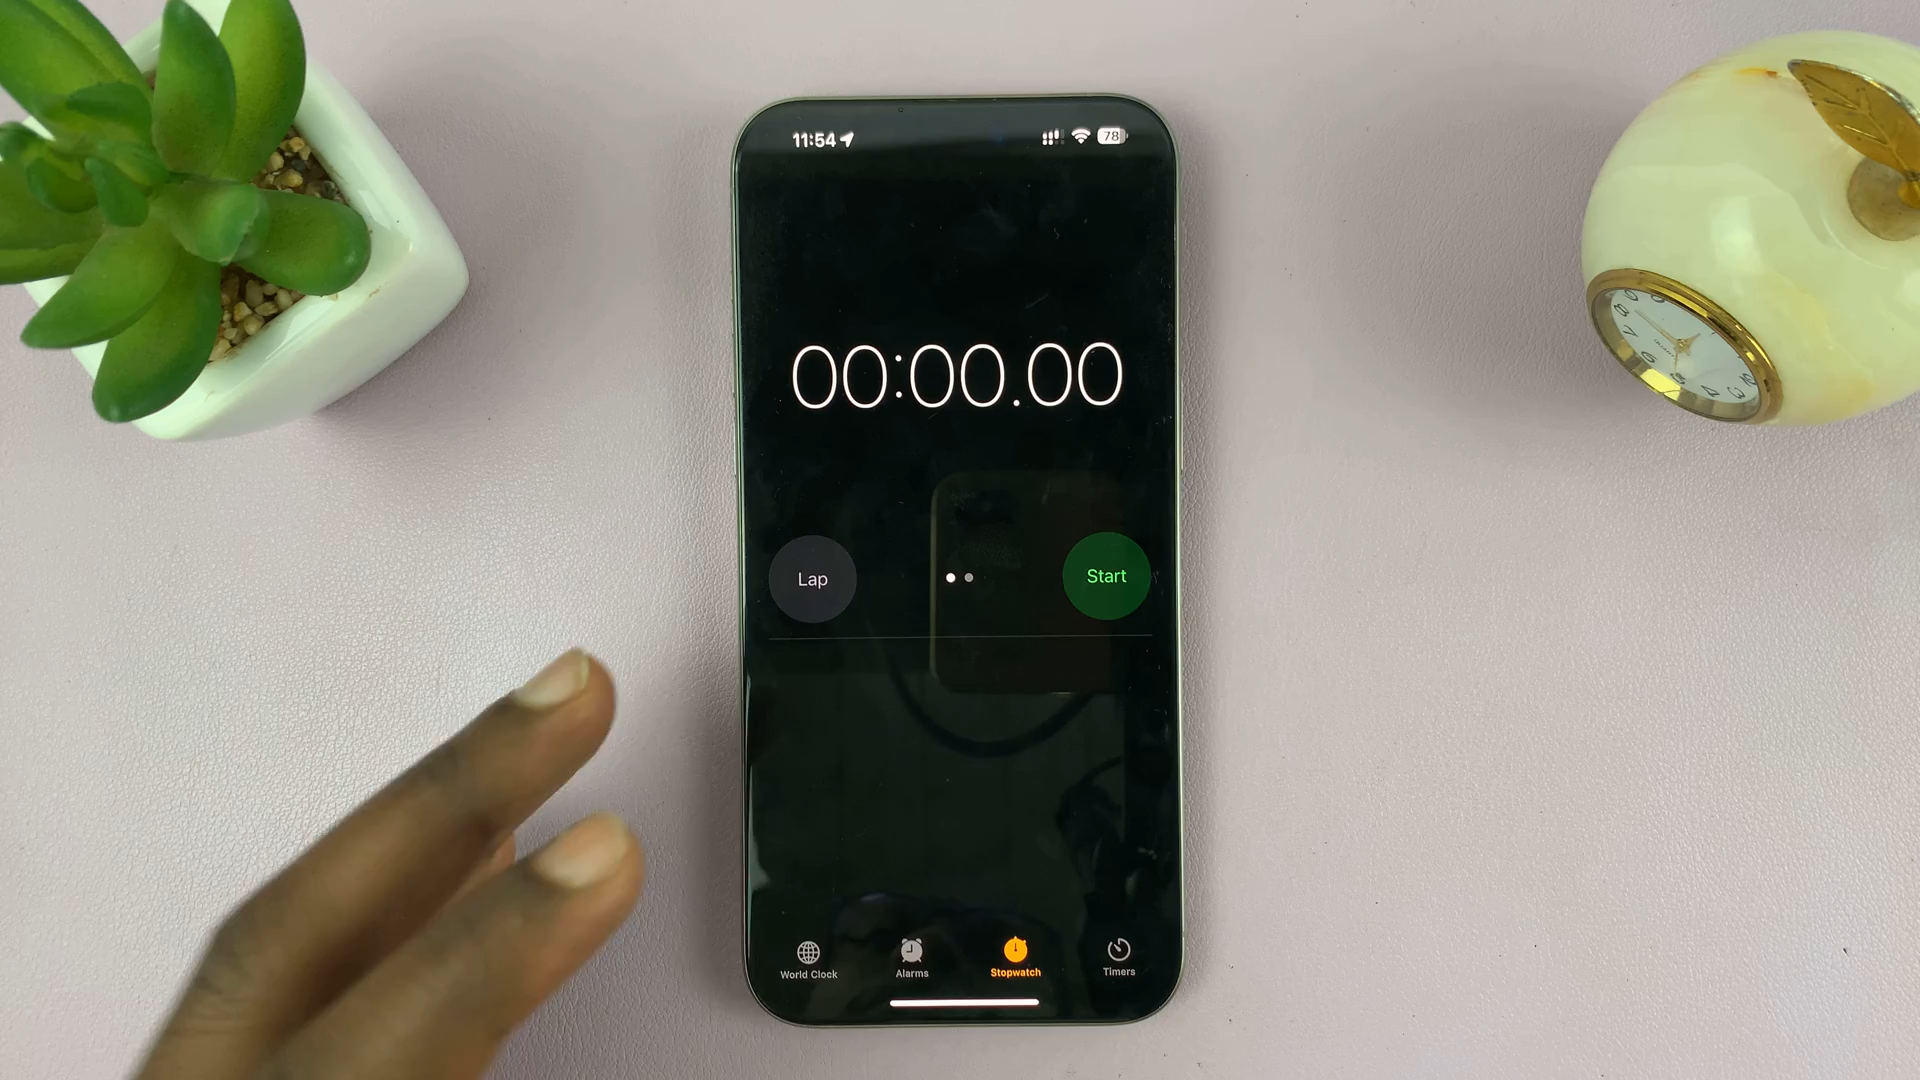 11:54
78
00:00.00
Lap
Start
World Clock
Alarms
Stopwatch
Timers